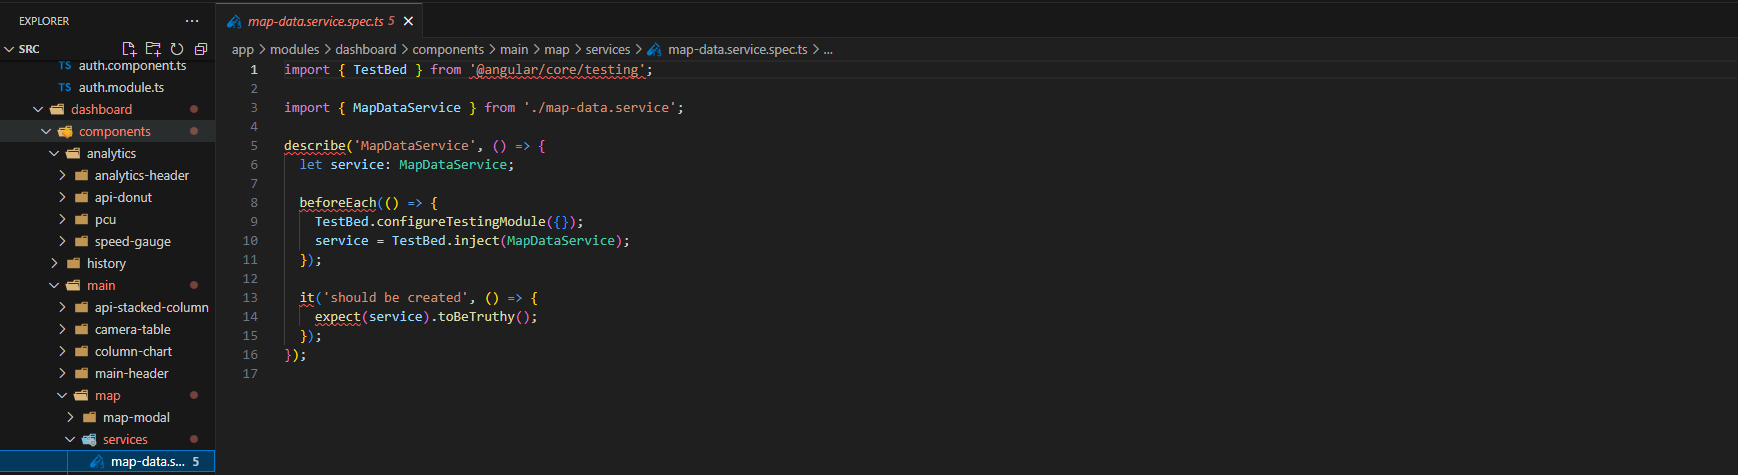 EXPLORER
...
SRC
TS auth.component.ts
TS auth.module.ts
dashboard
components
analytics
analytics-header
api-donut
pcu
speed-gauge
history
main
api-stacked-column
camera-table
column-chart
main-header
map
map-modal
services
map-data.s... 5
map-data.service.spec.ts 5
app > modules > dashboard > components > main > map > services > map-data.service.spec.ts > ...
1 import { TestBed } from '@angular/core/testing';
2
3 import { MapDataService } from './map-data.service';
4
5 describe('MapDataService', () => {
6 let service: MapDataService;
7
8 beforeEach(() => {
9 TestBed.configureTestingModule({});
10 service = TestBed.inject(MapDataService);
11 });
12
13 it('should be created', () => {
14 expect(service).toBeTruthy();
15 });
16 });
17